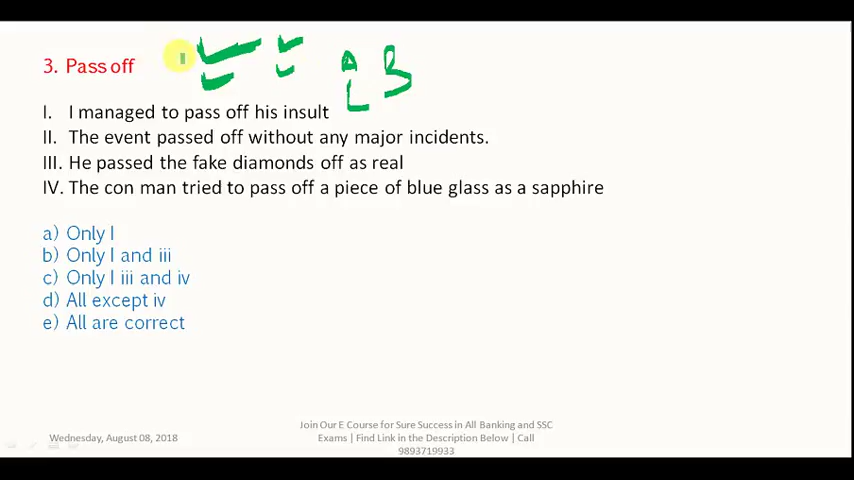 3. Pass off
A B
L
I. I managed to pass off his insult
II. The event passed off without any major incidents.
III. He passed the fake diamonds off as real
IV. The con man tried to pass off a piece of blue glass as a sapphire
a) Only I
b) Only I and iii
c) Only I iii and iv
d) All except iv
e) All are correct
Wednesday, August 08, 2018
Join Our E Course for Sure Success in All Banking and SSC
Exams | Find Link in the Description Below | Call
9893719933